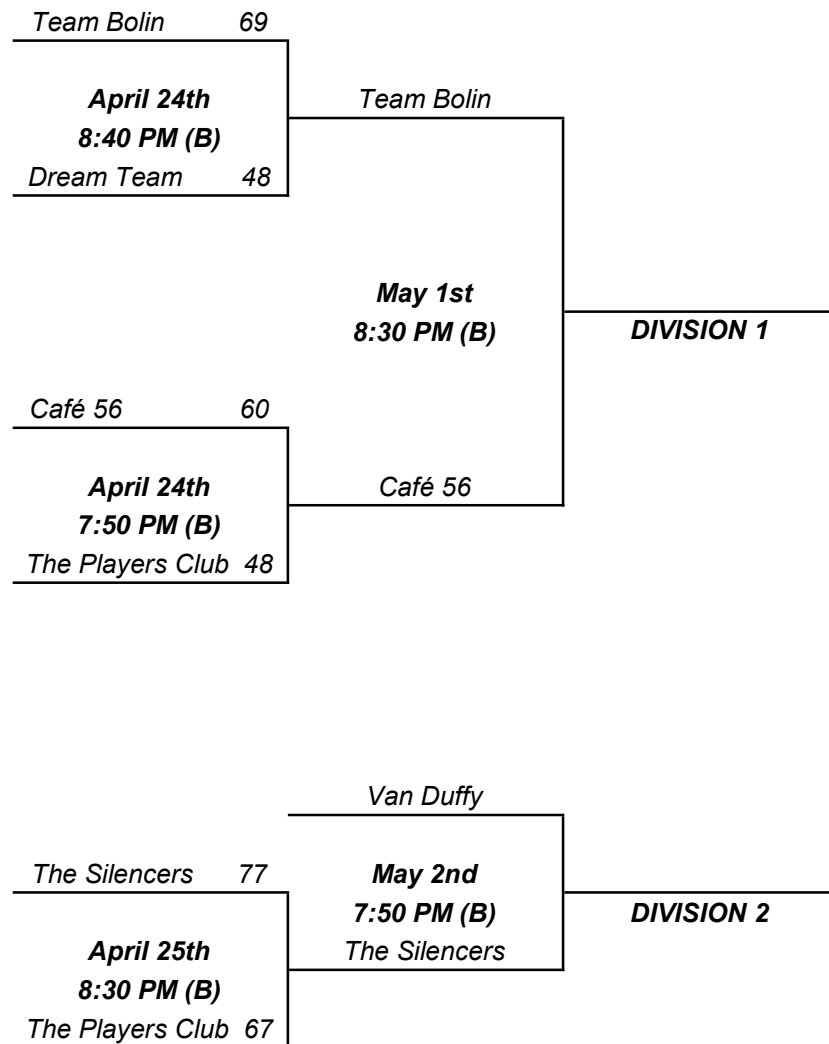 Team Bolin 69
April 24th Team Bolin
8:40 PM (B)
Dream Team 48
May 1st
8:30 PM (B) DIVISION 1
Café 56 60
April 24th Café 56
7:50 PM (B)
The Players Club 48
Van Duffy
The Silencers 77 May 2nd
7:50 PM (B) DIVISION 2
April 25th The Silencers
8:30 PM (B)
The Players Club 67